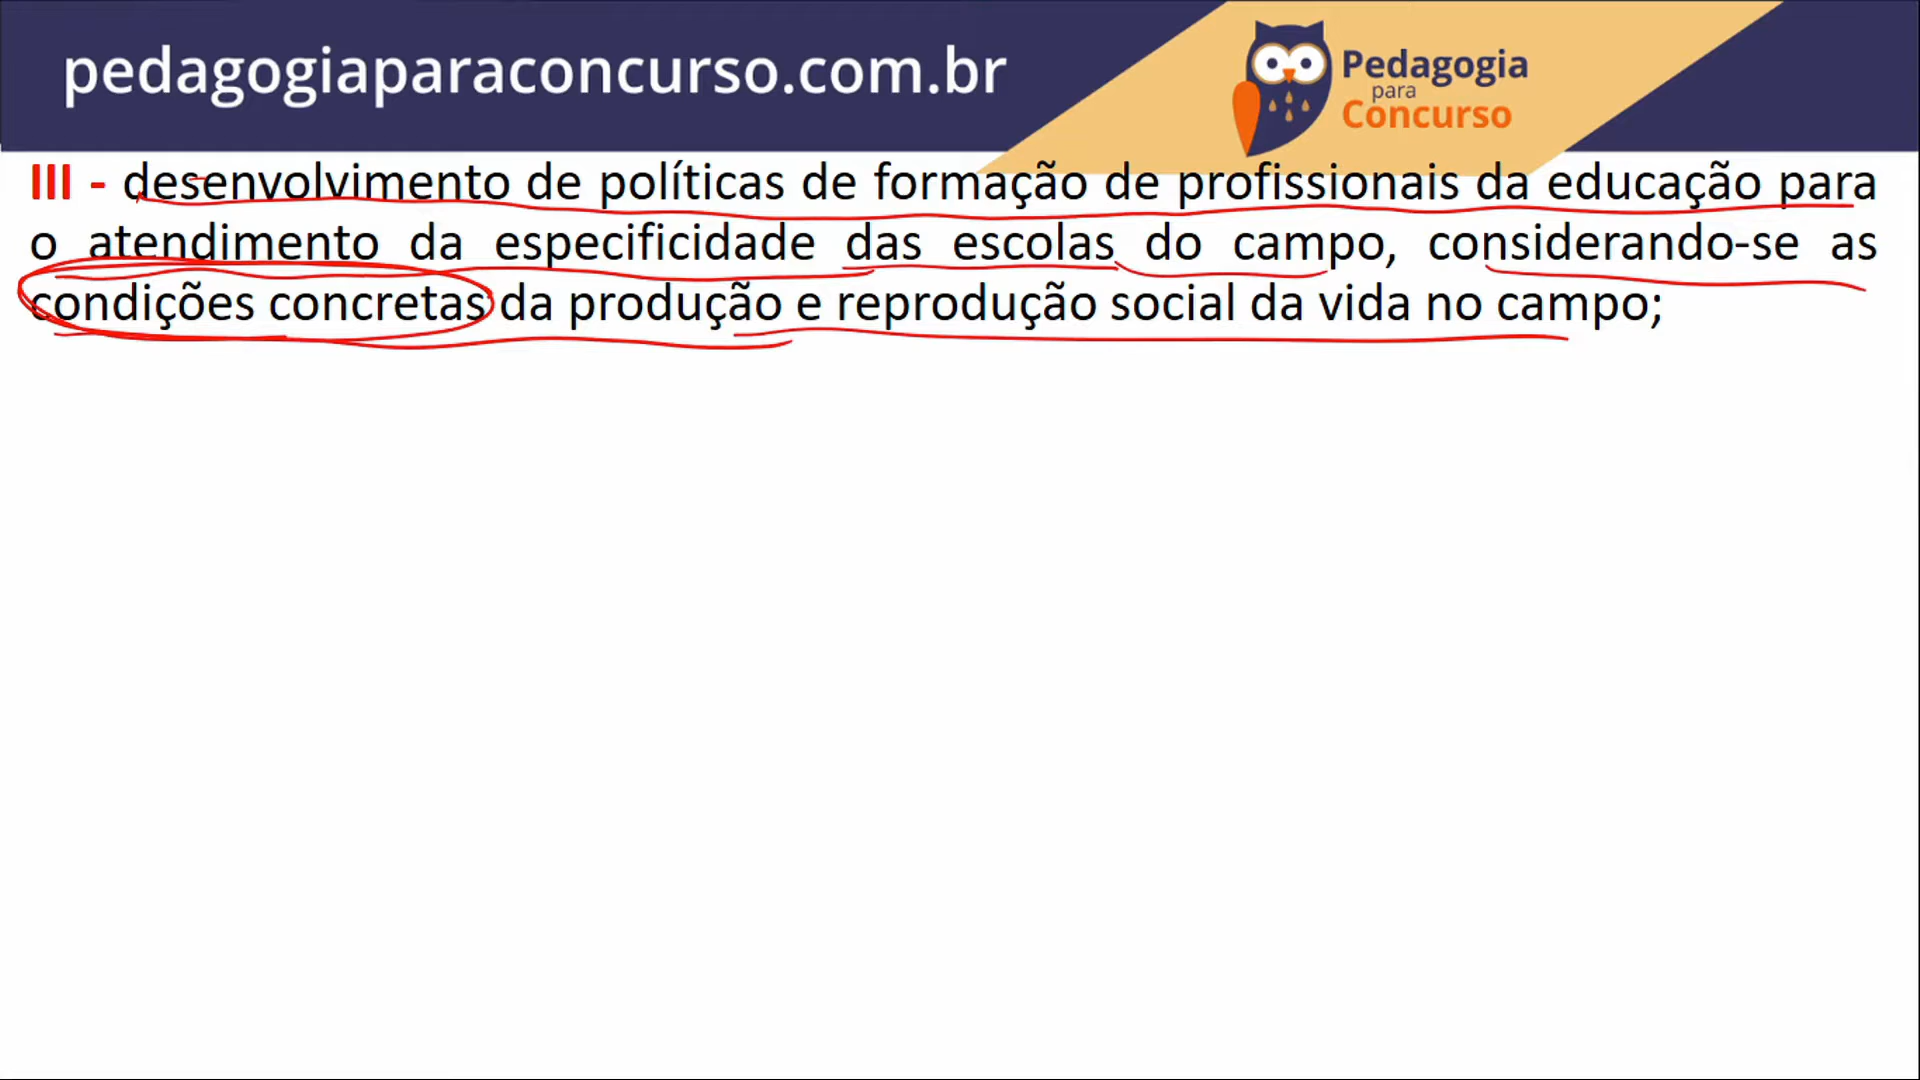 pedagogiaparaconcurso.com.br
Pedagogia
para
Concurso
III - desenvolvimento de políticas de formação de profissionais da educação para
o atendimento da especificidade das escolas do campo, considerando-se as
condições concretas da produção e reprodução social da vida no campo;